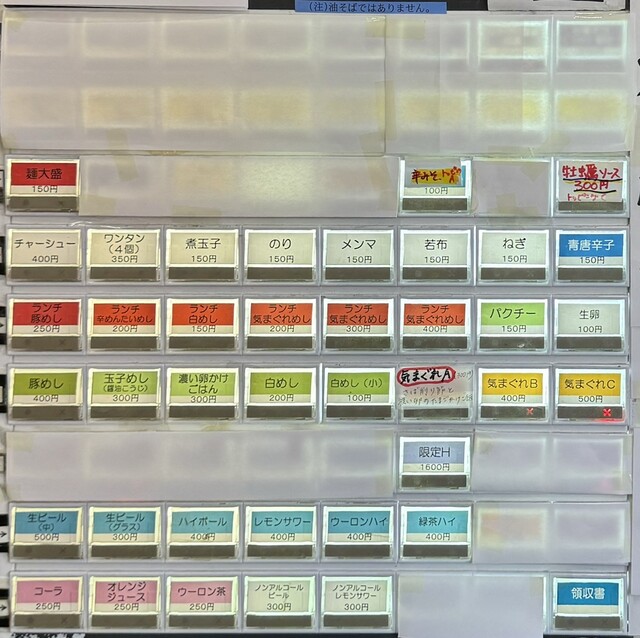 (注)油そばではありません。
麺大盛
150円
100円
牡蠣ソース
300円
チャーシュー
400円
ワンタン
(4個)
350円
煮玉子
150円
のり
150円
メンマ
150円
若布
150円
ねぎ
150円
青唐辛子
150円
ランチ
豚めし
250円
ランチ
辛めんたいめし
200円
ランチ
白めし
150円
ランチ
気まぐれめし
200円
ランチ
気まぐれめし
300円
ランチ
気まぐれめし
400円
パクチー
150円
生卵
100円
豚めし
400円
玉子めし
(醤油こうじ)
300円
濃い卵かけ
ごはん
300円
白めし
200円
白めし(小)
100円
気まぐれA
気まぐれB
400円
気まぐれC
500円
限定H
1600円
生ビール
(中)
500円
生ビール
(グラス)
300円
ハイボール
400円
レモンサワー
400円
ウーロンハイ
400円
緑茶ハイ
400円
コーラ
250円
オレンジ
ジュース
250円
ウーロン茶
250円
ノンアルコール
ビール
300円
ノンアルコール
レモンサワー
300円
領収書